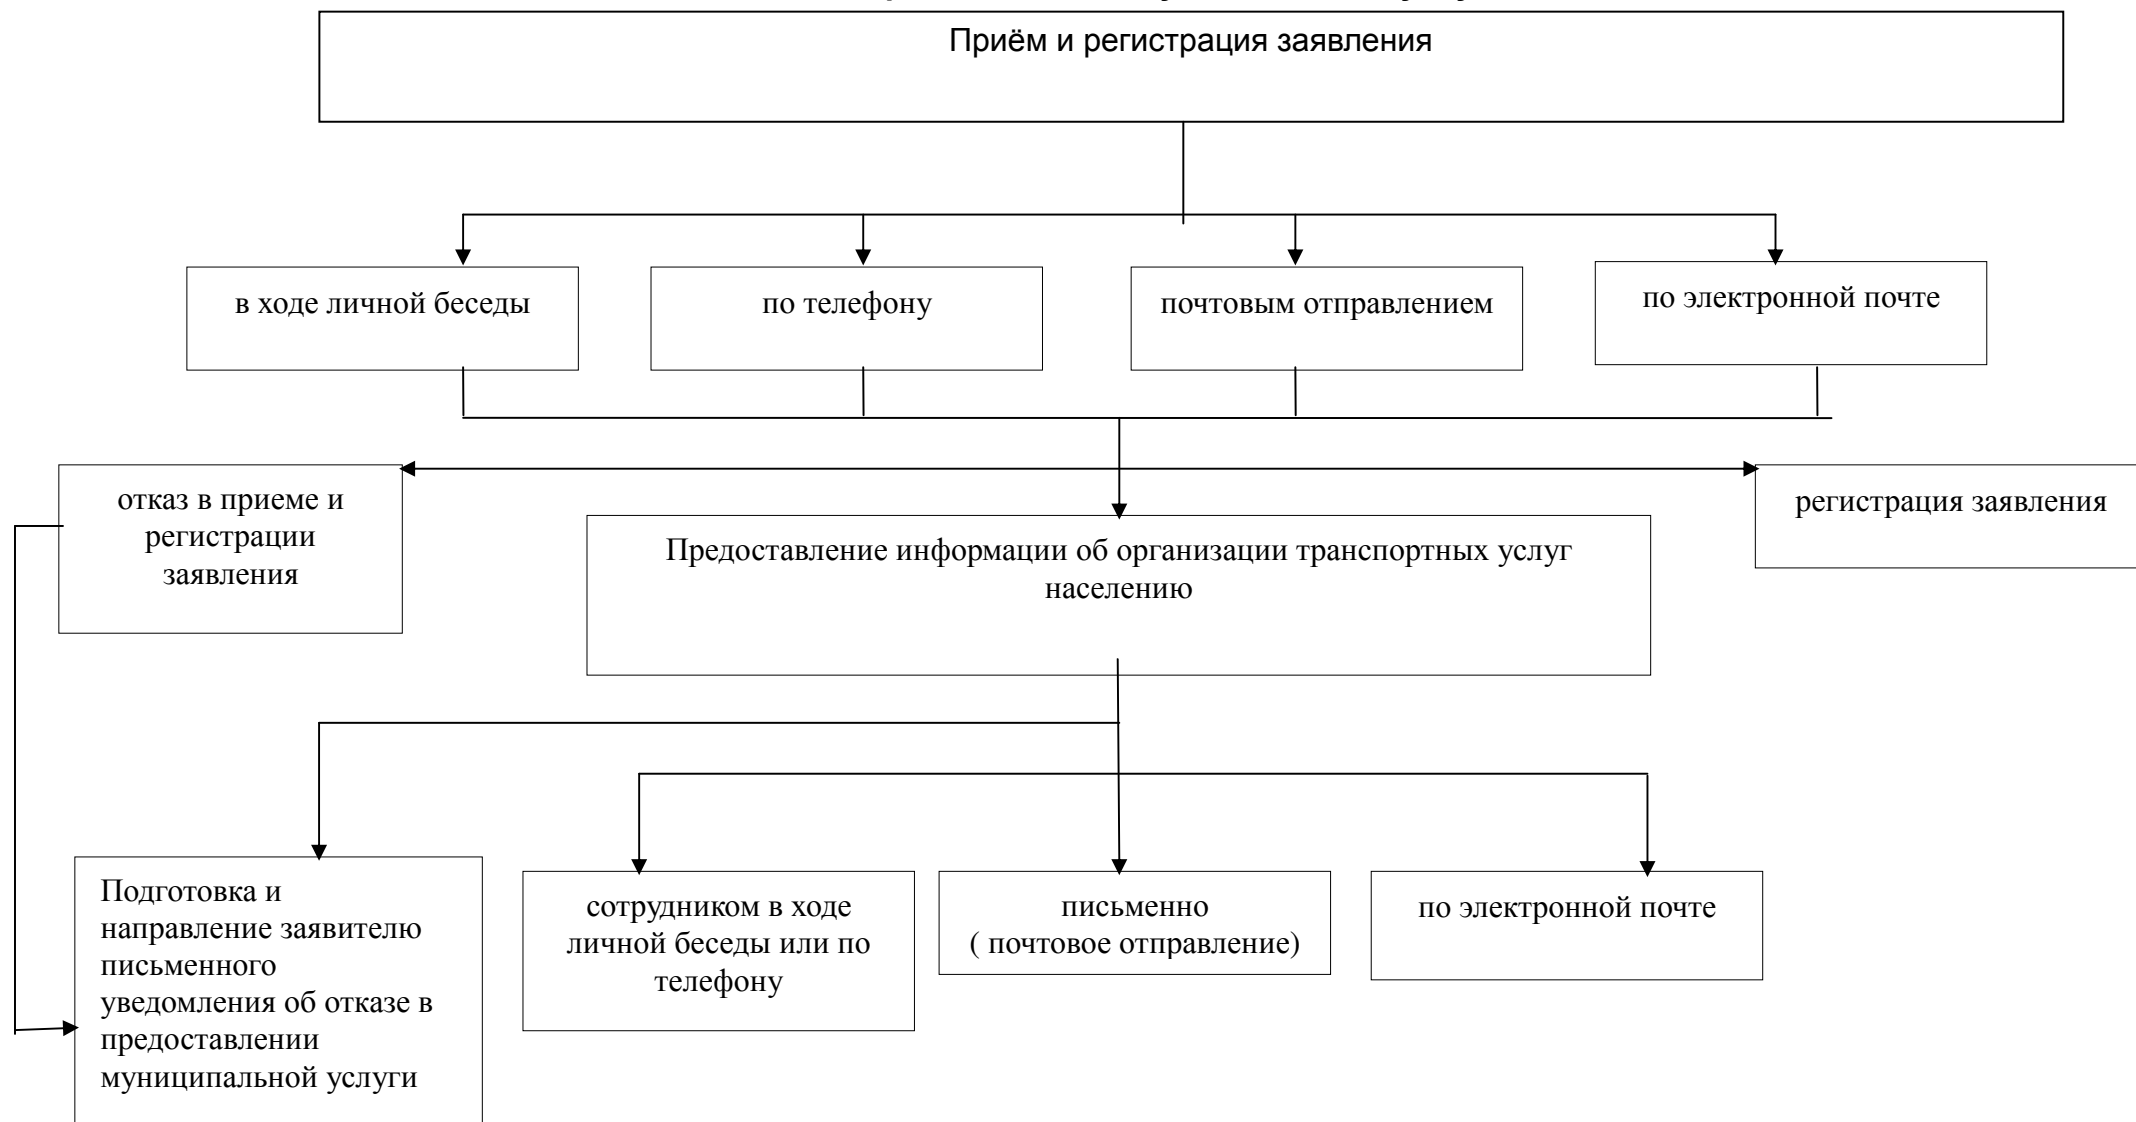 Приём и регистрация заявления
в ходе личной беседы
по телефону
почтовым отправлением
по электронной почте
отказ в приеме и
регистрации
заявления
регистрация заявления
Предоставление информации об организации транспортных услуг
населению
Подготовка и
направление заявителю
письменного
уведомления об отказе в
предоставлении
муниципальной услуги
сотрудником в ходе
личной беседы или по
телефону
письменно
( почтовое отправление)
по электронной почте